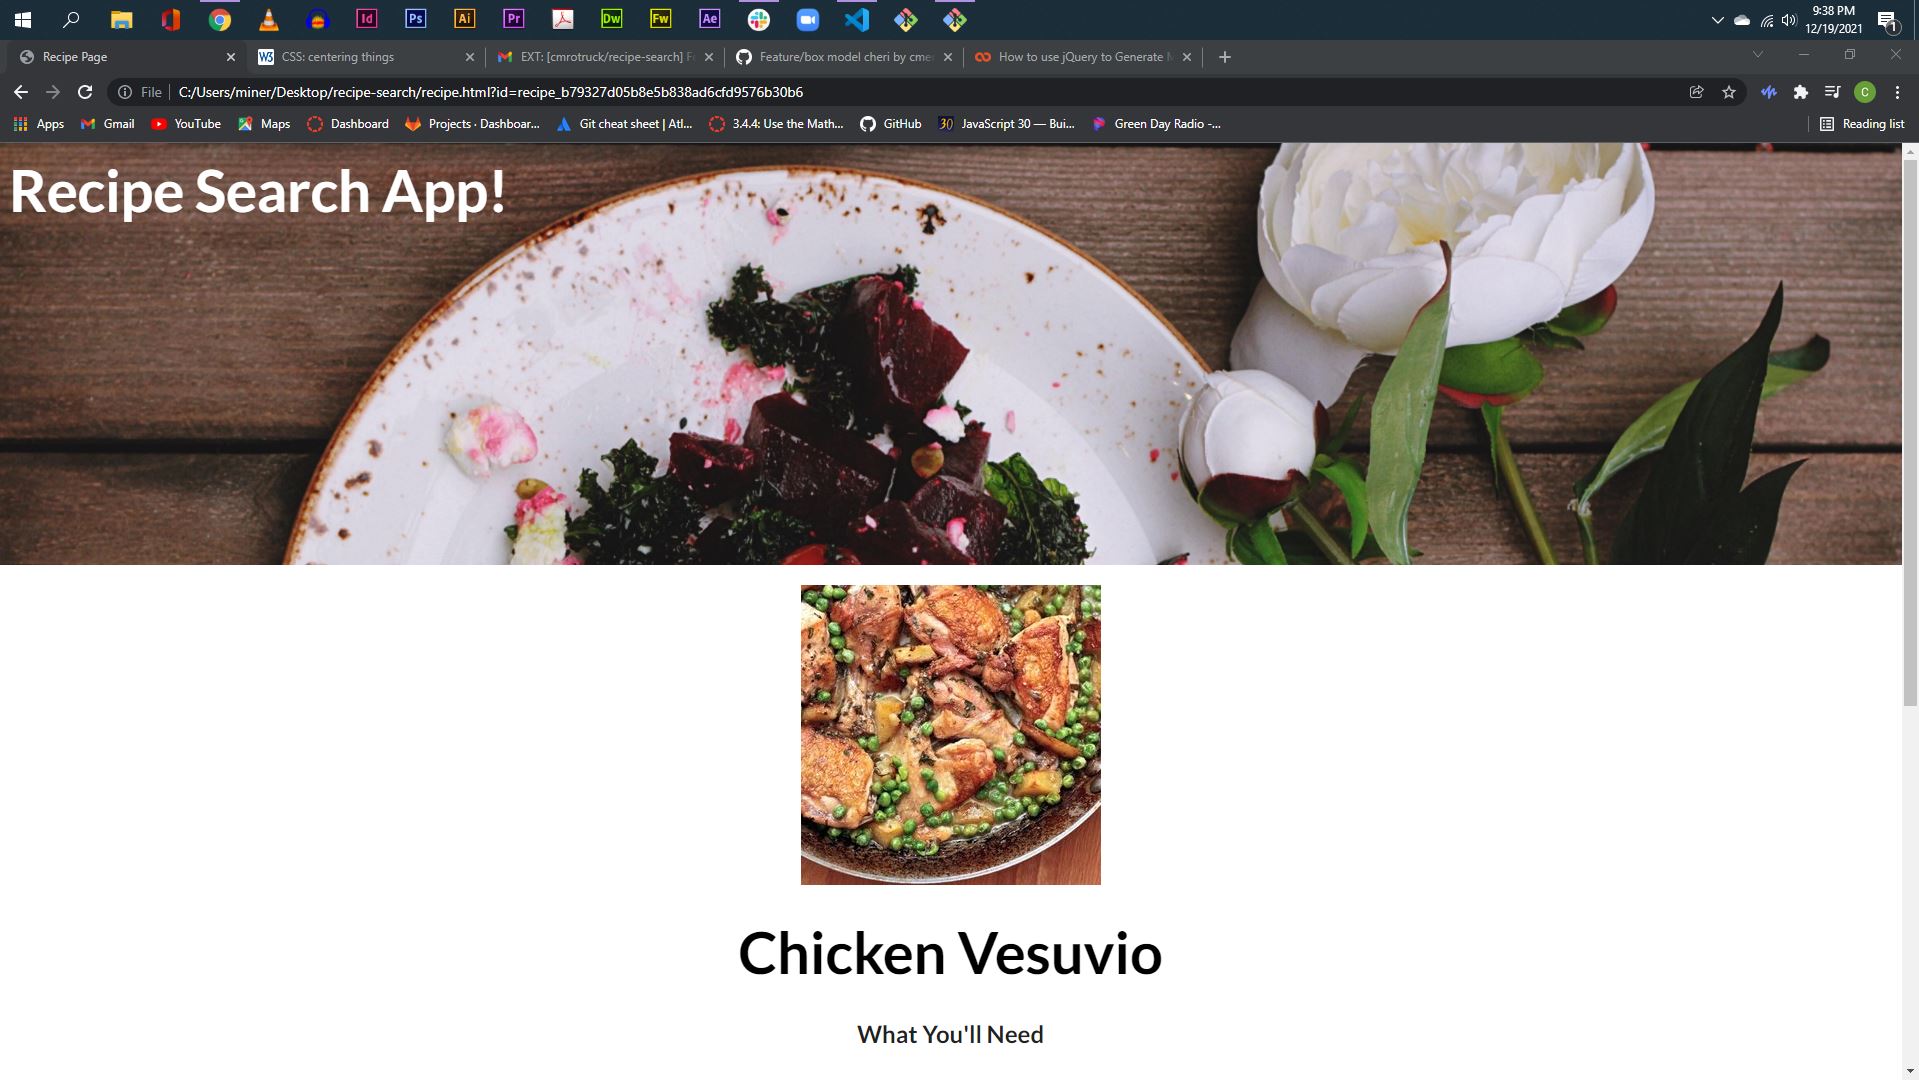 Id
Ps
Ai
Pr
Dw
Fw
Ae
9:38 PM
12/19/2021
1
Recipe Page
W3
CSS: centering things
EXT: [cmrotruck/recipe-search] F
Feature/box model cheri by cme
How to use jQuery to Generate
File
C:/Users/miner/Desktop/recipe-search/recipe.html?id=recipe_b79327d05b8e5b838ad6cfd9576b30b6
C
Apps
Gmail
YouTube
Maps
Dashboard
Projects · Dashboar...
Git cheat sheet | Atl...
3.4.4: Use the Math...
GitHub
30
JavaScript 30 — Bui...
Green Day Radio -...
Reading list
Recipe Search App!
Chicken Vesuvio
What You'll Need